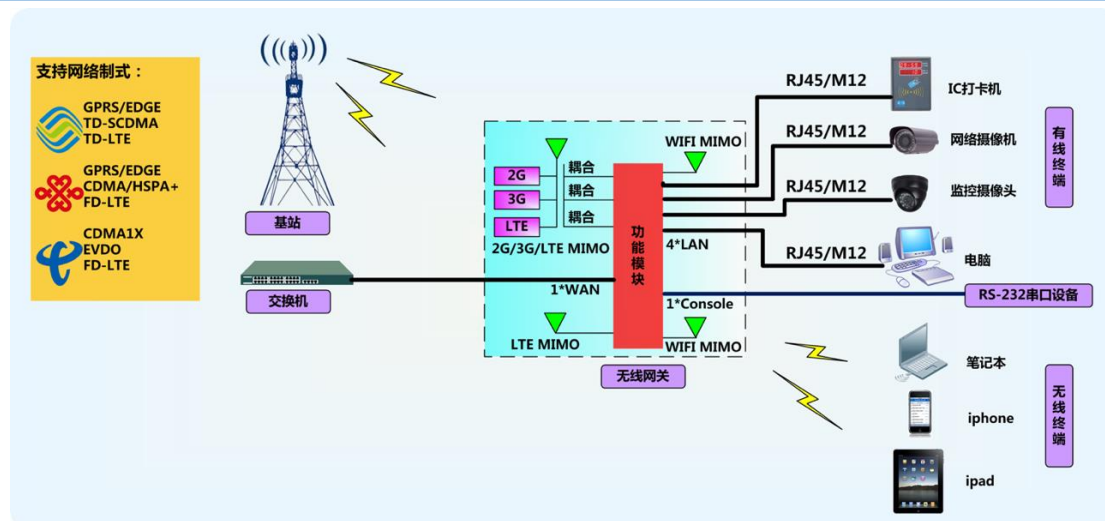 支持网络制式：
GPRS/EDGE
TD-SCDMA
TD-LTE
GPRS/EDGE
CDMA/HSPA+
FD-LTE
CDMA1X
EVDO
FD-LTE
基站
交换机
2G
3G
LTE
耦合
耦合
耦合
2G/3G/LTE MIMO
WIFI MIMO
功能模块
4*LAN
1*WAN
1*Console
LTE MIMO
WIFI MIMO
无线网关
RJ45/M12
IC打卡机
RJ45/M12
网络摄像机
RJ45/M12
监控摄像头
RJ45/M12
电脑
有线终端
RS-232串口设备
笔记本
iphone
ipad
无线终端